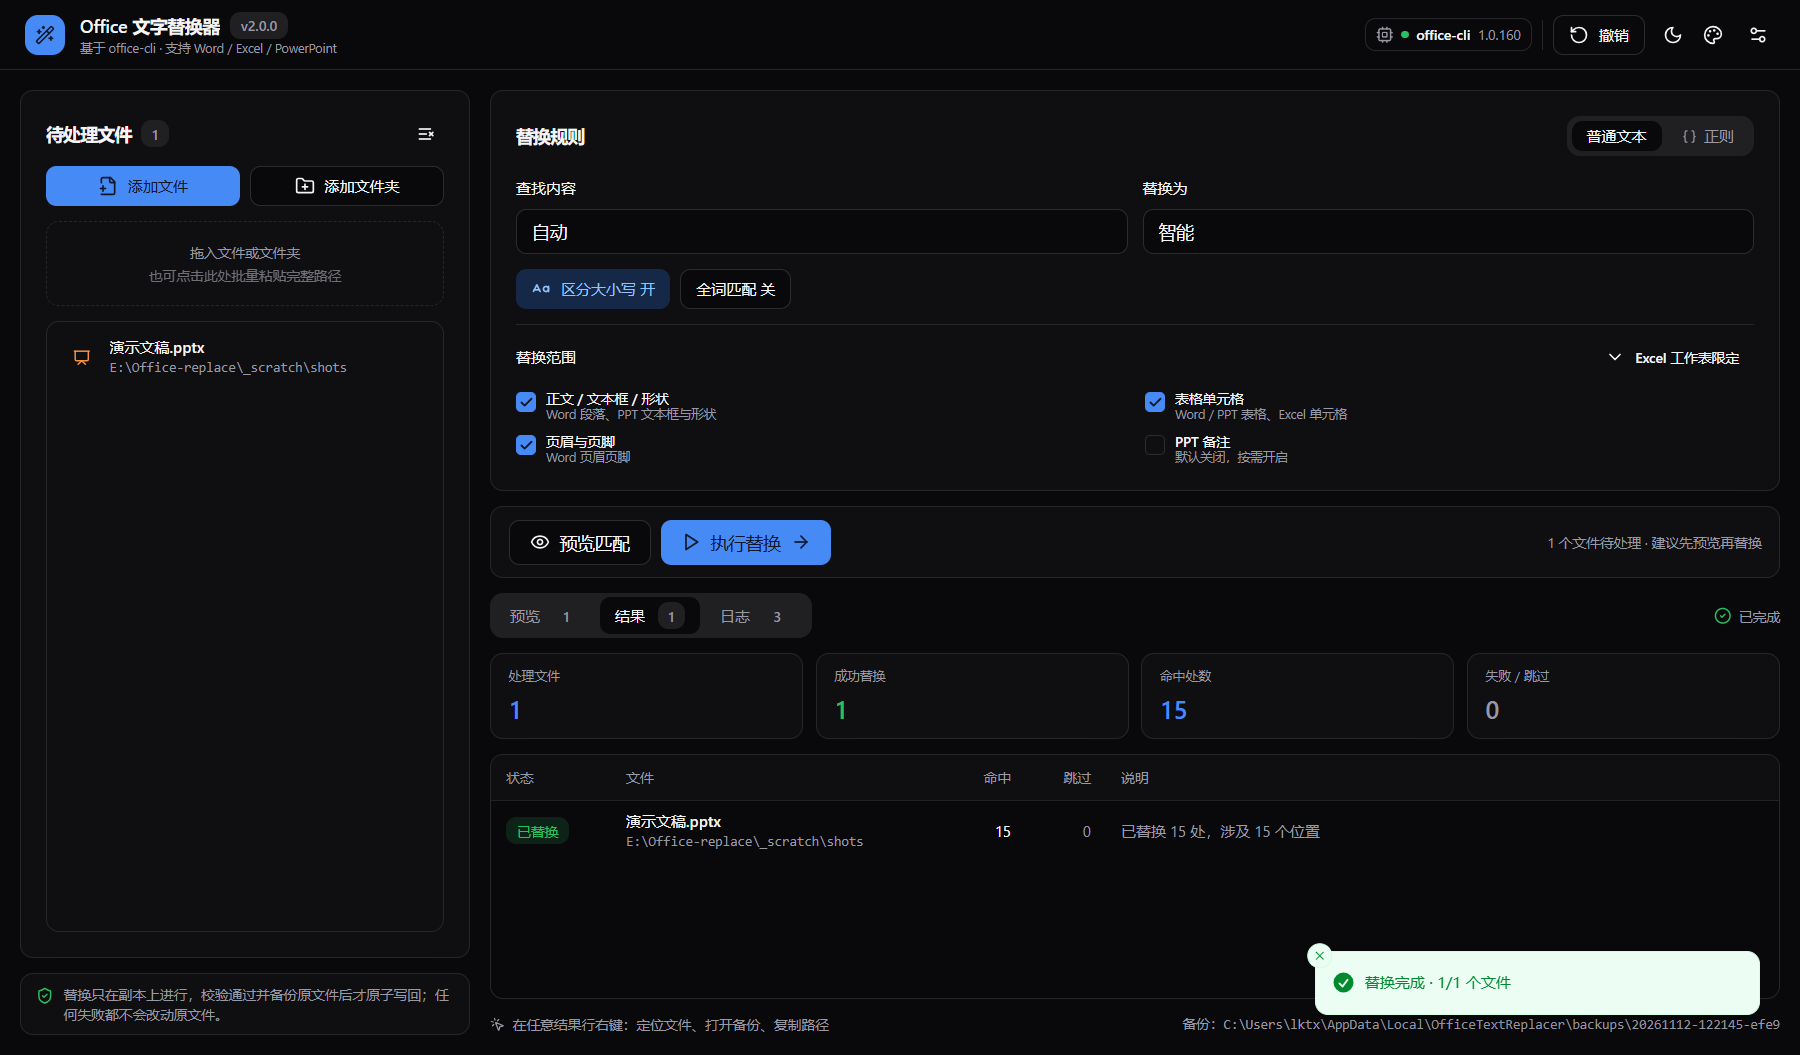 Office 文字替换器 v2.0.0
基于 office-cli · 支持 Word / Excel / PowerPoint
office-cli 1.0.160
撤销
待处理文件 1
添加文件
添加文件夹
拖入文件或文件夹
也可点击此处批量粘贴完整路径
演示文稿.pptx
E:\Office-replace\_scratch\shots
替换只在副本上进行，校验通过并备份原文件后才原子写回；任
何失败都不会改动原文件。
替换规则
普通文本
{} 正则
查找内容
替换为
自动
智能
Aa 区分大小写 开
全词匹配 关
替换范围
Excel 工作表限定
正文 / 文本框 / 形状
Word 段落、PPT 文本框与形状
表格单元格
Word / PPT 表格、Excel 单元格
页眉与页脚
Word 页眉页脚
PPT 备注
默认关闭，按需开启
预览匹配
执行替换
1 个文件待处理 · 建议先预览再替换
预览 1
结果 1
日志 3
已完成
处理文件
1
成功替换
1
命中处数
15
失败 / 跳过
0
状态 文件 命中 跳过 说明
已替换 演示文稿.pptx 15 0 已替换 15 处，涉及 15 个位置
E:\Office-replace\_scratch\shots
替换完成 · 1/1 个文件
在任意结果行右键：定位文件、打开备份、复制路径
备份：C:\Users\lktx\AppData\Local\OfficeTextReplacer\backups\20261112-122145-efe9